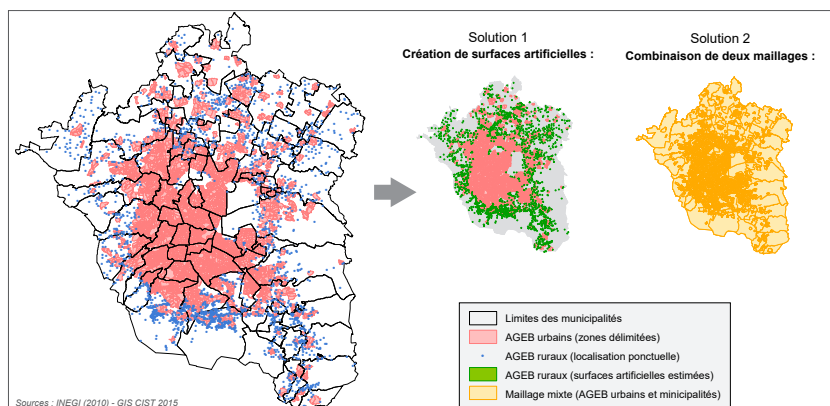 Solution 1
Création de surfaces artificielles :
Solution 2
Combinaison de deux maillages :
Limites des municipalités
AGEB urbains (zones délimitées)
AGEB ruraux (localisation ponctuelle)
AGEB ruraux (surfaces artificielles estimées)
Maillage mixte (AGEB urbains et minicipalités)
Sources : INEGI (2010) - GIS CIST 2015